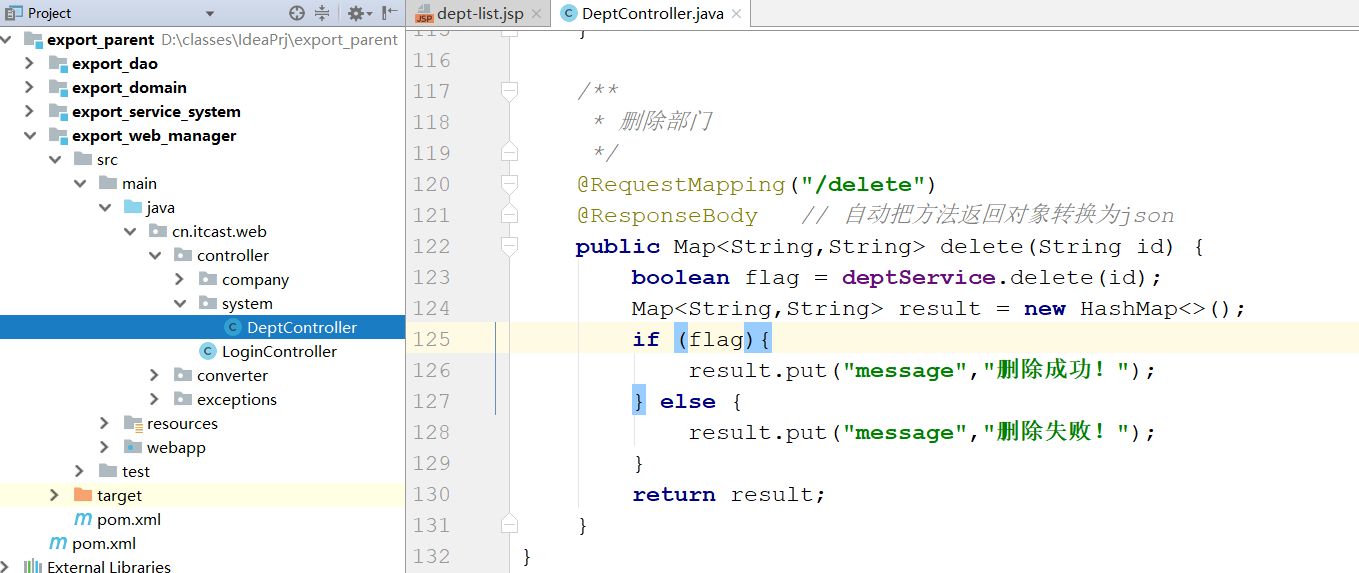 Project
export_parent D:\classes\IdeaPrj\export_parent
export_dao
export_domain
export_service_system
export_web_manager
src
main
java
cn.itcast.web
controller
company
system
DeptController
LoginController
converter
exceptions
resources
webapp
test
target
pom.xml
pom.xml
External Libraries
dept-list.jsp
DeptController.java
115 }
116
117 /**
118 * 删除部门
119 */
120 @RequestMapping("/delete")
121 @ResponseBody // 自动把方法返回对象转换为json
122 public Map<String,String> delete(String id) {
123 boolean flag = deptService.delete(id);
124 Map<String,String> result = new HashMap<>();
125 if (flag){
126 result.put("message","删除成功！");
127 } else {
128 result.put("message","删除失败！");
129 }
130 return result;
131 }
132 }